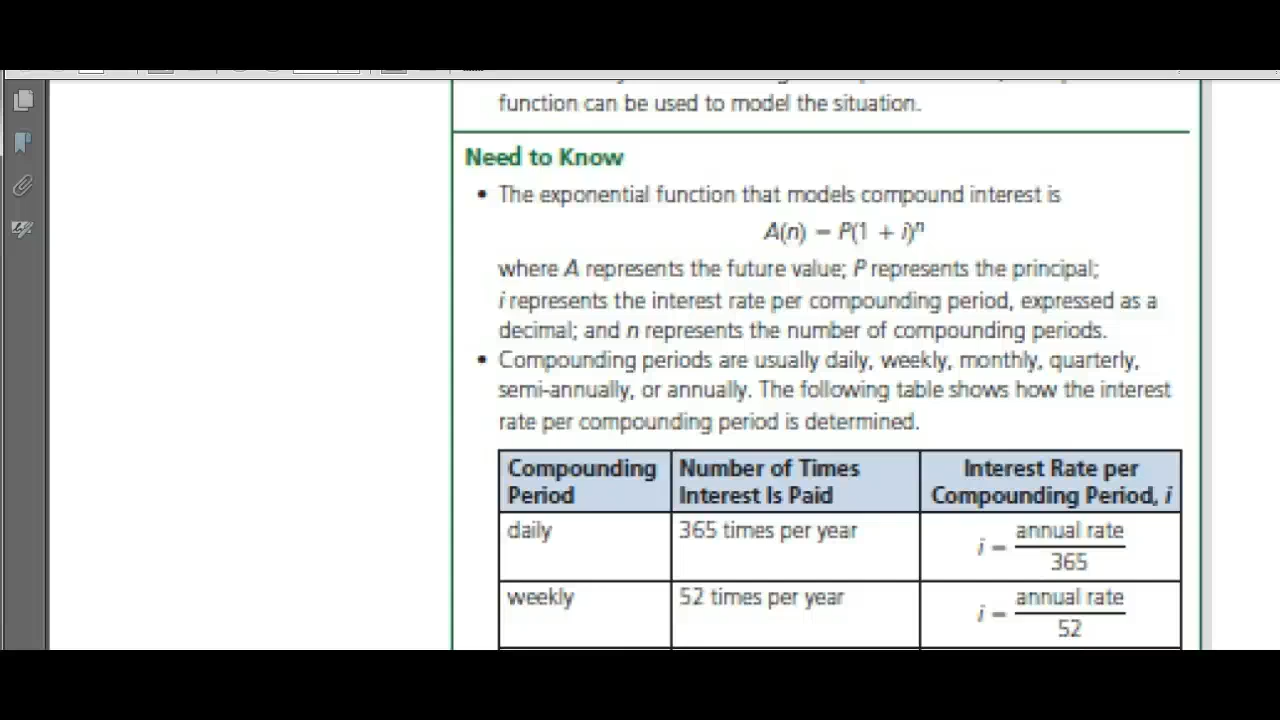 function can be used to model the situation.
Need to Know
• The exponential function that models compound interest is
A(n) = P(1 + i)ⁿ
where A represents the future value; P represents the principal;
i represents the interest rate per compounding period, expressed as a
decimal; and n represents the number of compounding periods.
• Compounding periods are usually daily, weekly, monthly, quarterly,
semi-annually, or annually. The following table shows how the interest
rate per compounding period is determined.
Compounding Period
Number of Times Interest Is Paid
Interest Rate per Compounding Period, i
daily
365 times per year
i = annual rate / 365
weekly
52 times per year
i = annual rate / 52